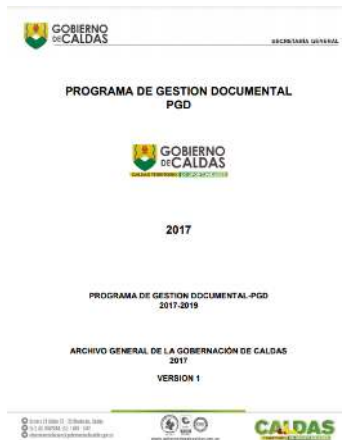 GOBIERNO
DE CALDAS
SECRETARÍA GENERAL
PROGRAMA DE GESTION DOCUMENTAL
PGD
GOBIERNO
DE CALDAS
2017
PROGRAMA DE GESTION DOCUMENTAL-PGD
2017-2019
ARCHIVO GENERAL DE LA GOBERNACIÓN DE CALDAS
2017
VERSION 1
CALDAS